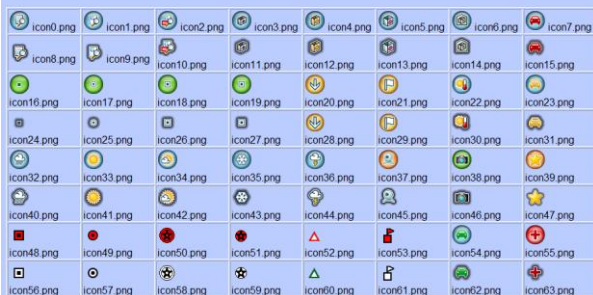 icon0.png icon1.png icon2.png icon3.png icon4.png icon5.png icon6.png icon7.png
icon8.png icon9.png icon10.png icon11.png icon12.png icon13.png icon14.png icon15.png
icon16.png icon17.png icon18.png icon19.png icon20.png icon21.png icon22.png icon23.png
icon24.png icon25.png icon26.png icon27.png icon28.png icon29.png icon30.png icon31.png
icon32.png icon33.png icon34.png icon35.png icon36.png icon37.png icon38.png icon39.png
icon40.png icon41.png icon42.png icon43.png icon44.png icon45.png icon46.png icon47.png
icon48.png icon49.png icon50.png icon51.png icon52.png icon53.png icon54.png icon55.png
icon56.png icon57.png icon58.png icon59.png icon60.png icon61.png icon62.png icon63.png